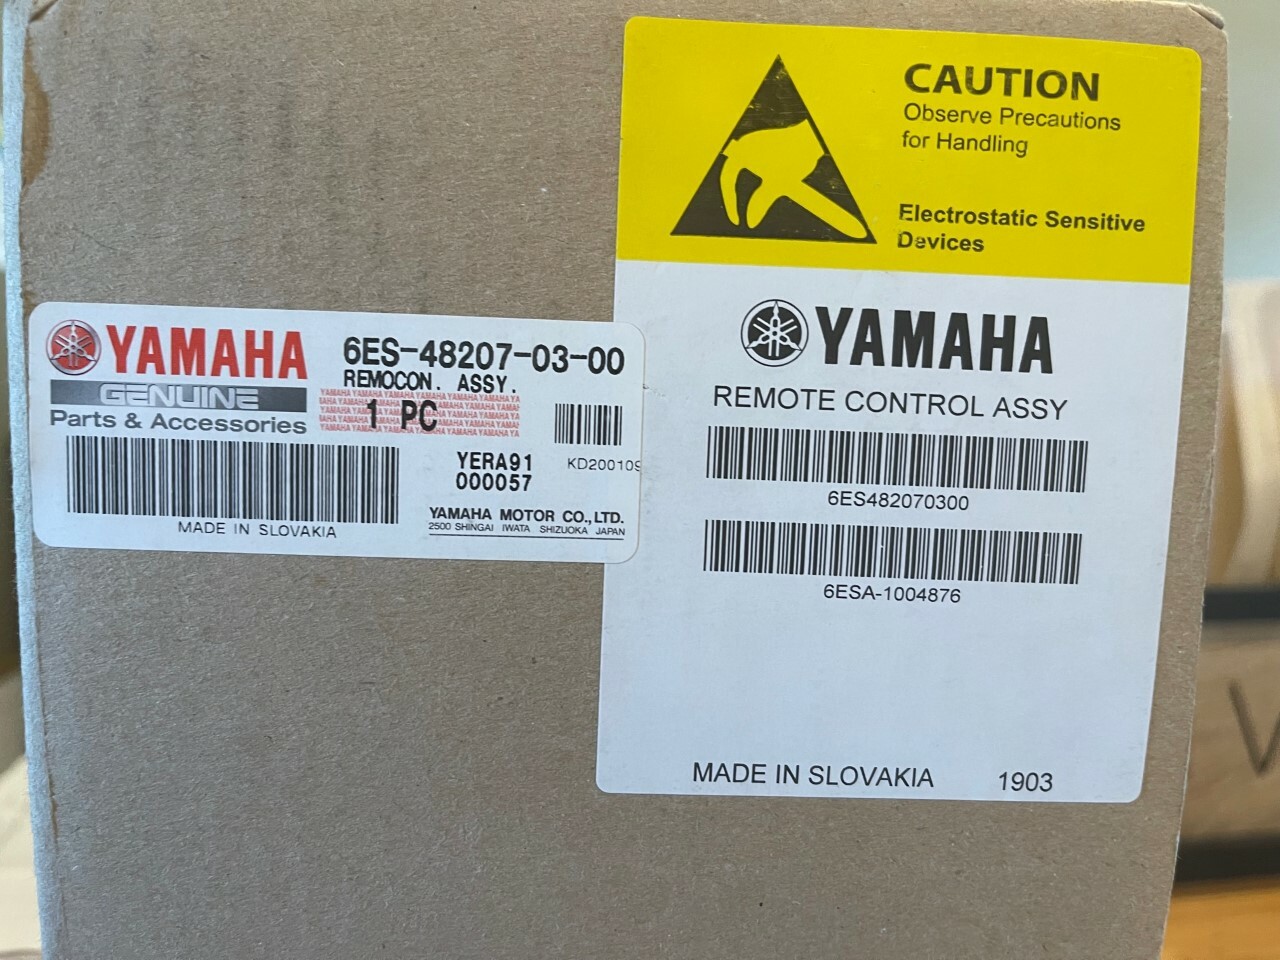 CAUTION
Observe Precautions
for Handling
Electrostatic Sensitive
Devices
YAMAHA
GENUINE
Parts & Accessories
6ES-48207-03-00
REMOCON. ASSY.
1 PC
YERA91
000057
KD200109
YAMAHA MOTOR CO., LTD.
2500 SHINGAI IWATA SHIZUOKA JAPAN
MADE IN SLOVAKIA
YAMAHA
REMOTE CONTROL ASSY
6ES482070300
6ESA-1004876
MADE IN SLOVAKIA 1903
V